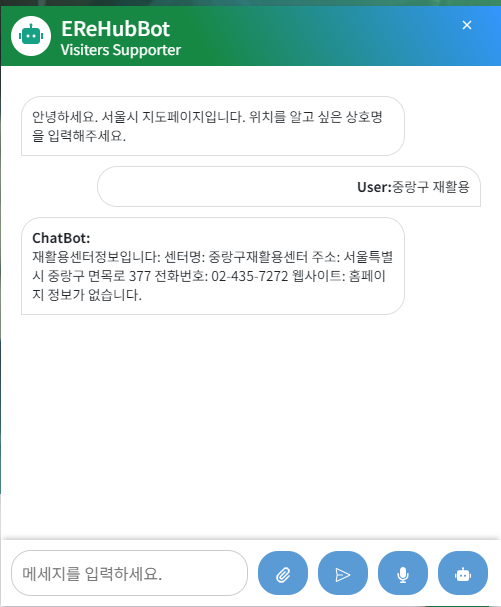 EReHubBot
Visiters Supporter
안녕하세요. 서울시 지도페이지입니다. 위치를 알고 싶은 상호명
을 입력해주세요.
User:중랑구 재활용
ChatBot:
재활용센터정보입니다: 센터명: 중랑구재활용센터 주소: 서울특별
시 중랑구 면목로 377 전화번호: 02-435-7272 웹사이트: 홈페이
지 정보가 없습니다.
메세지를 입력하세요.